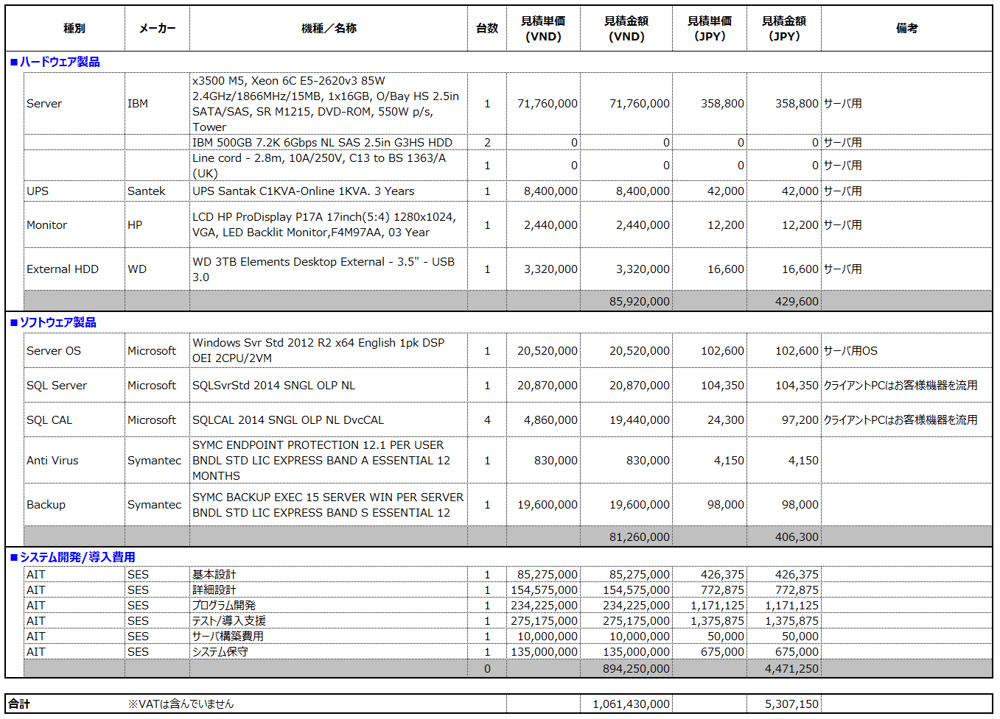 種別 メーカー 機種／名称 台数 見積単価 (VND) 見積金額 (VND) 見積単価 (JPY) 見積金額 (JPY) 備考
■ハードウェア製品
Server IBM x3500 M5, Xeon 6C E5-2620v3 85W
2.4GHz/1866MHz/15MB, 1x16GB, O/Bay HS 2.5in
SATA/SAS, SR M1215, DVD-ROM, 550W p/s,
Tower 1 71,760,000 71,760,000 358,800 358,800 サーバ用
IBM 500GB 7.2K 6Gbps NL SAS 2.5in G3HS HDD 2 0 0 0 0 サーバ用
Line cord - 2.8m, 10A/250V, C13 to BS 1363/A
(UK) 1 0 0 0 0 サーバ用
UPS Santek UPS Santak C1KVA-Online 1KVA. 3 Years 1 8,400,000 8,400,000 42,000 42,000 サーバ用
Monitor HP LCD HP ProDisplay P17A 17inch(5:4) 1280x1024,
VGA, LED Backlit Monitor,F4M97AA, 03 Year 1 2,440,000 2,440,000 12,200 12,200 サーバ用
External HDD WD WD 3TB Elements Desktop External - 3.5" - USB
3.0 1 3,320,000 3,320,000 16,600 16,600 サーバ用
85,920,000 429,600
■ソフトウェア製品
Server OS Microsoft Windows Svr Std 2012 R2 x64 English 1pk DSP
OEI 2CPU/2VM 1 20,520,000 20,520,000 102,600 102,600 サーバ用OS
SQL Server Microsoft SQLSvrStd 2014 SNGL OLP NL 1 20,870,000 20,870,000 104,350 104,350 クライアントPCはお客様機器を流用
SQL CAL Microsoft SQLCAL 2014 SNGL OLP NL DvcCAL 4 4,860,000 19,440,000 24,300 97,200 クライアントPCはお客様機器を流用
Anti Virus Symantec SYMC ENDPOINT PROTECTION 12.1 PER USER
BNDL STD LIC EXPRESS BAND A ESSENTIAL 12
MONTHS 1 830,000 830,000 4,150 4,150
Backup Symantec SYMC BACKUP EXEC 15 SERVER WIN PER SERVER
BNDL STD LIC EXPRESS BAND S ESSENTIAL 12 1 19,600,000 19,600,000 98,000 98,000
81,260,000 406,300
■システム開発/導入費用
AIT SES 基本設計 1 85,275,000 85,275,000 426,375 426,375
AIT SES 詳細設計 1 154,575,000 154,575,000 772,875 772,875
AIT SES プログラム開発 1 234,225,000 234,225,000 1,171,125 1,171,125
AIT SES テスト/導入支援 1 275,175,000 275,175,000 1,375,875 1,375,875
AIT SES サーバ構築費用 1 10,000,000 10,000,000 50,000 50,000
AIT SES システム保守 1 135,000,000 135,000,000 675,000 675,000
0 894,250,000 4,471,250
合計 ※VATは含んでいません 1,061,430,000 5,307,150